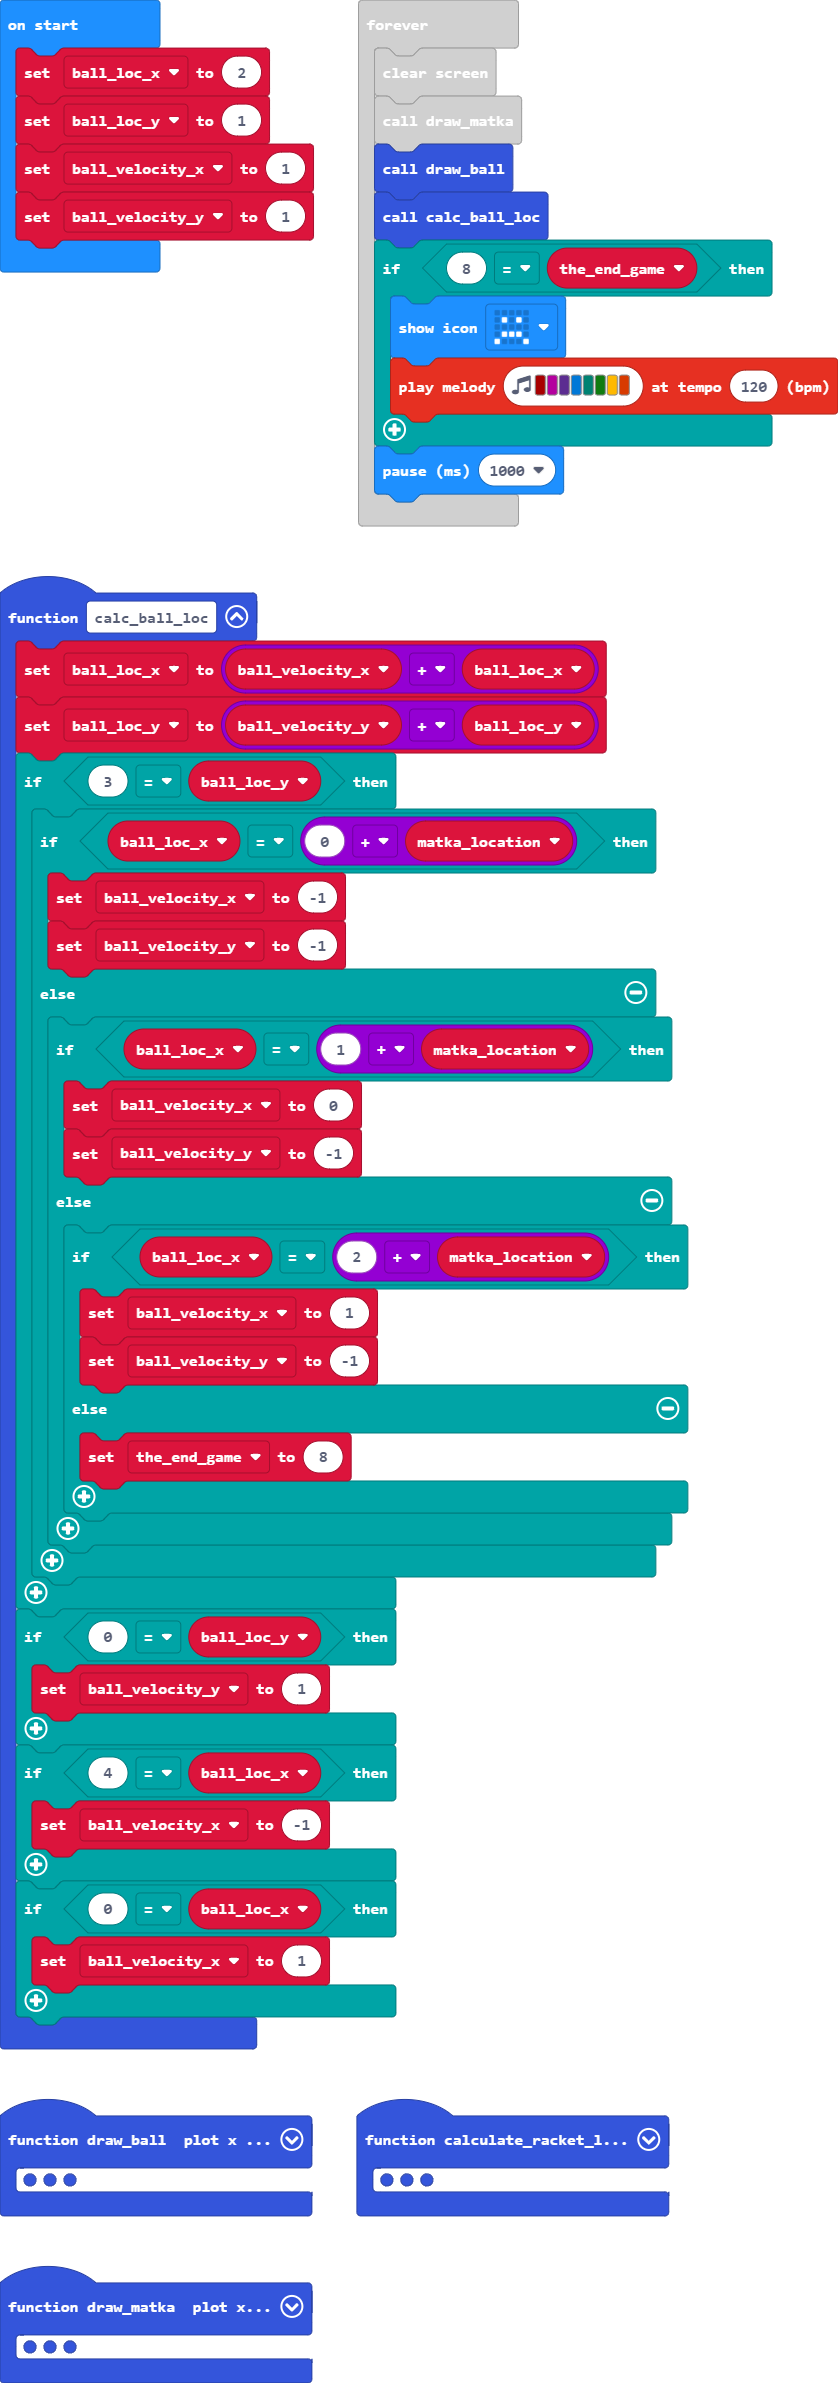 on start
set ball_loc_x to 2
set ball_loc_y to 1
set ball_velocity_x to 1
set ball_velocity_y to 1
forever
clear screen
call draw_matka
call draw_ball
call calc_ball_loc
if 8 = the_end_game then
show icon
play melody at tempo 120 (bpm)
pause (ms) 1000
function calc_ball_loc
set ball_loc_x to ball_velocity_x + ball_loc_x
set ball_loc_y to ball_velocity_y + ball_loc_y
if 3 = ball_loc_y then
if ball_loc_x = 0 + matka_location then
set ball_velocity_x to -1
set ball_velocity_y to -1
else
if ball_loc_x = 1 + matka_location then
set ball_velocity_x to 0
set ball_velocity_y to -1
else
if ball_loc_x = 2 + matka_location then
set ball_velocity_x to 1
set ball_velocity_y to -1
else
set the_end_game to 8
if 0 = ball_loc_y then
set ball_velocity_y to 1
if 4 = ball_loc_x then
set ball_velocity_x to -1
if 0 = ball_loc_x then
set ball_velocity_x to 1
function draw_ball plot x ...
function calculate_racket_l...
function draw_matka plot x...